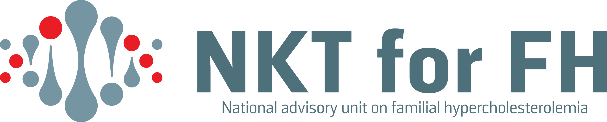 NKT for FH
National advisory unit on familial hypercholesterolemia